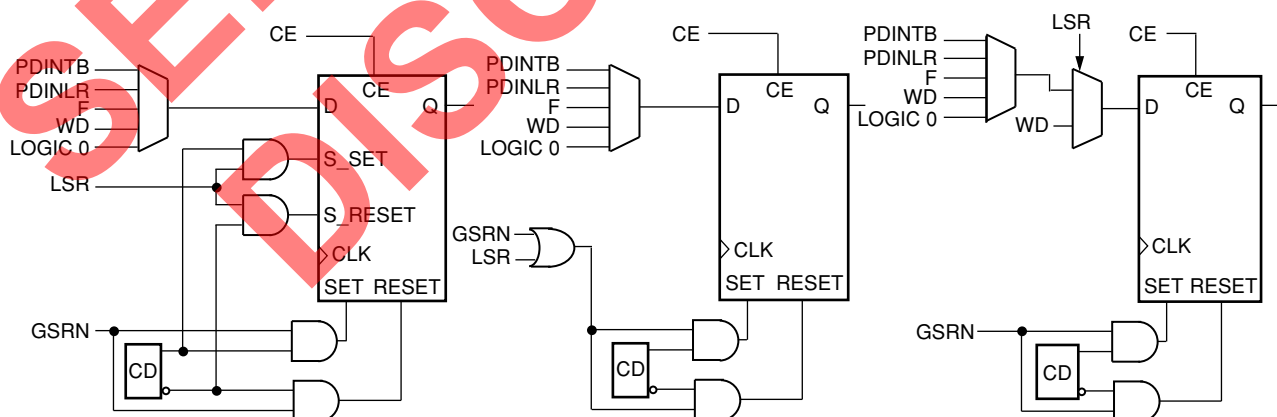 SELE
DISCO
CE
PDINTB
PDINLR
F
WD
LOGIC 0
LSR
D
CE
Q
S_SET
S_RESET
CLK
SET RESET
GSRN
CD
CE
PDINTB
PDINLR
F
WD
LOGIC 0
D
CE
Q
GSRN
LSR
CLK
SET RESET
CD
LSR
CE
PDINTB
PDINLR
F
WD
LOGIC 0
WD
D
CE
Q
CLK
SET RESET
GSRN
CD